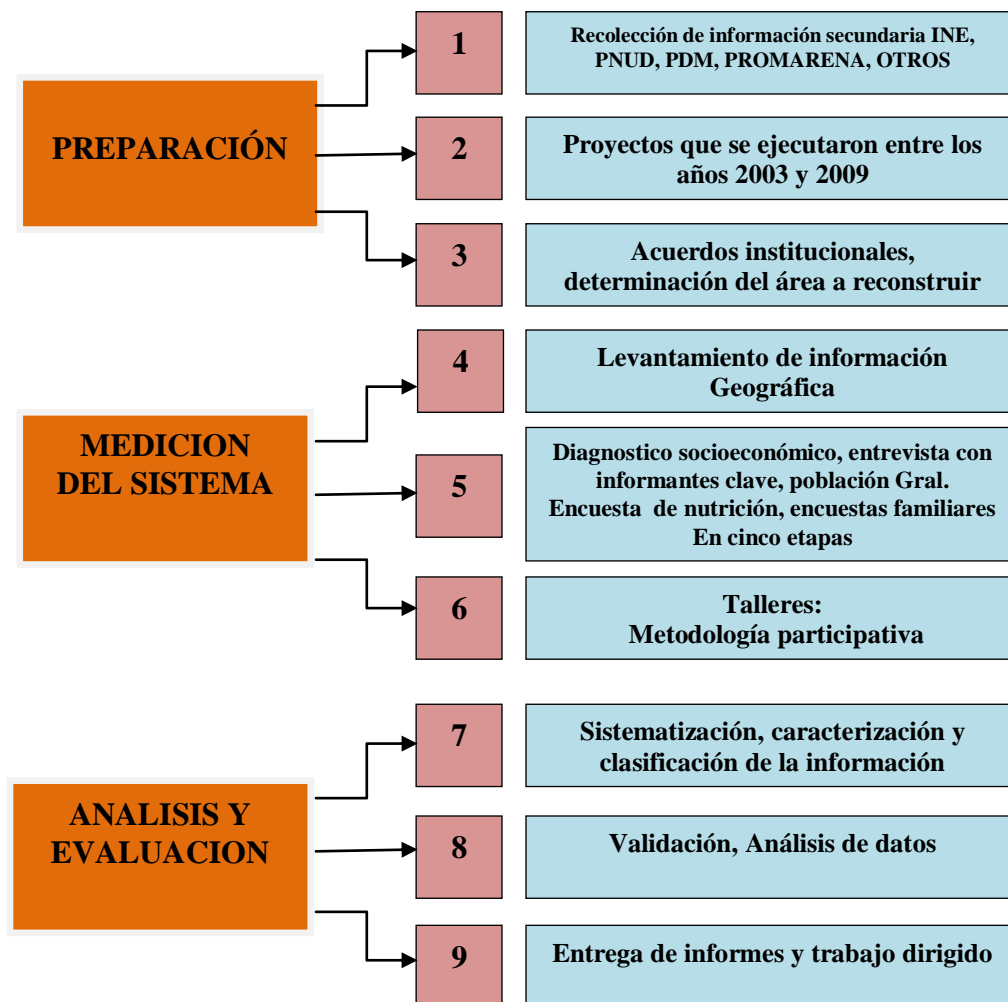 PREPARACIÓN
1
Recolección de información secundaria INE,
PNUD, PDM, PROMARENA, OTROS
2
Proyectos que se ejecutaron entre los
años 2003 y 2009
3
Acuerdos institucionales,
determinación del área a reconstruir
MEDICION
DEL SISTEMA
4
Levantamiento de información
Geográfica
5
Diagnostico socioeconómico, entrevista con
informantes clave, población Gral.
Encuesta  de nutrición, encuestas familiares
En cinco etapas
6
Talleres:
Metodología participativa
ANALISIS Y
EVALUACION
7
Sistematización, caracterización y
clasificación de la información
8
Validación, Análisis de datos
9
Entrega de informes y trabajo dirigido